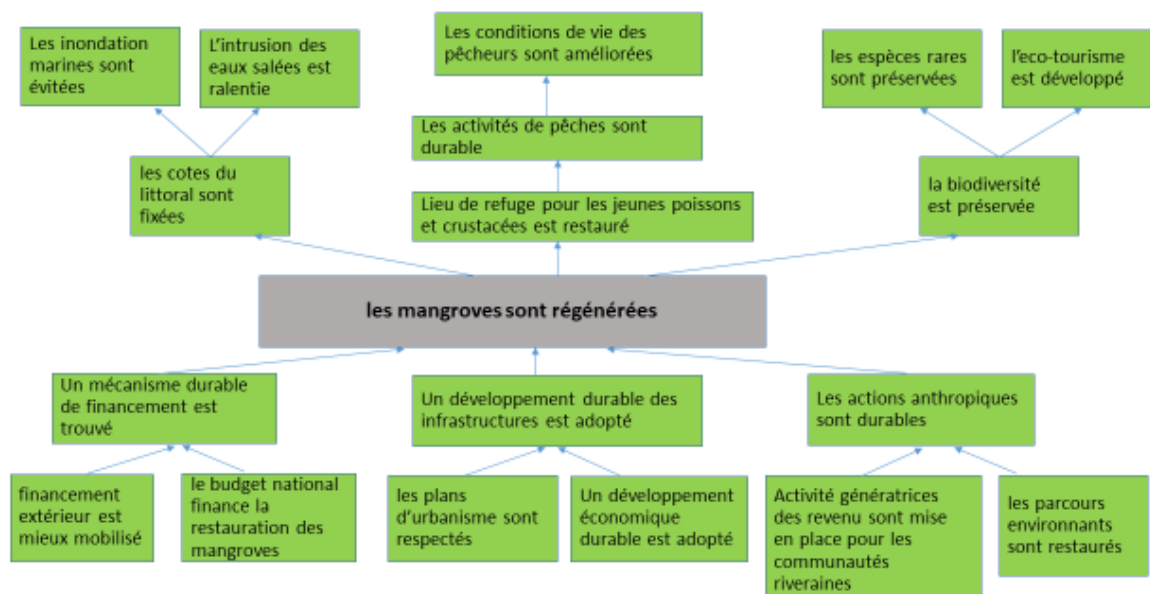 Les inondation
marines sont
évitées
L'intrusion des
eaux salées est
ralentie
Les conditions de vie des
pêcheurs sont améliorées
les espèces rares
sont préservées
l'eco-tourisme
est développé
Les activités de pêches sont
durable
les cotes du
littoral sont
fixées
la biodiversité
est préservée
Lieu de refuge pour les jeunes poissons
et crustacées est restauré
les mangroves sont régénérées
Un mécanisme durable
de financement est
trouvé
Un développement durable des
infrastructures est adopté
Les actions anthropiques
sont durables
financement
extérieur est
mieux mobilisé
le budget national
finance la
restauration des
mangroves
les plans
d'urbanisme sont
respectés
Un développement
économique
durable est adopté
Activité génératrices
des revenu sont mise
en place pour les
communautés
riveraines
les parcours
environnants
sont restaurés